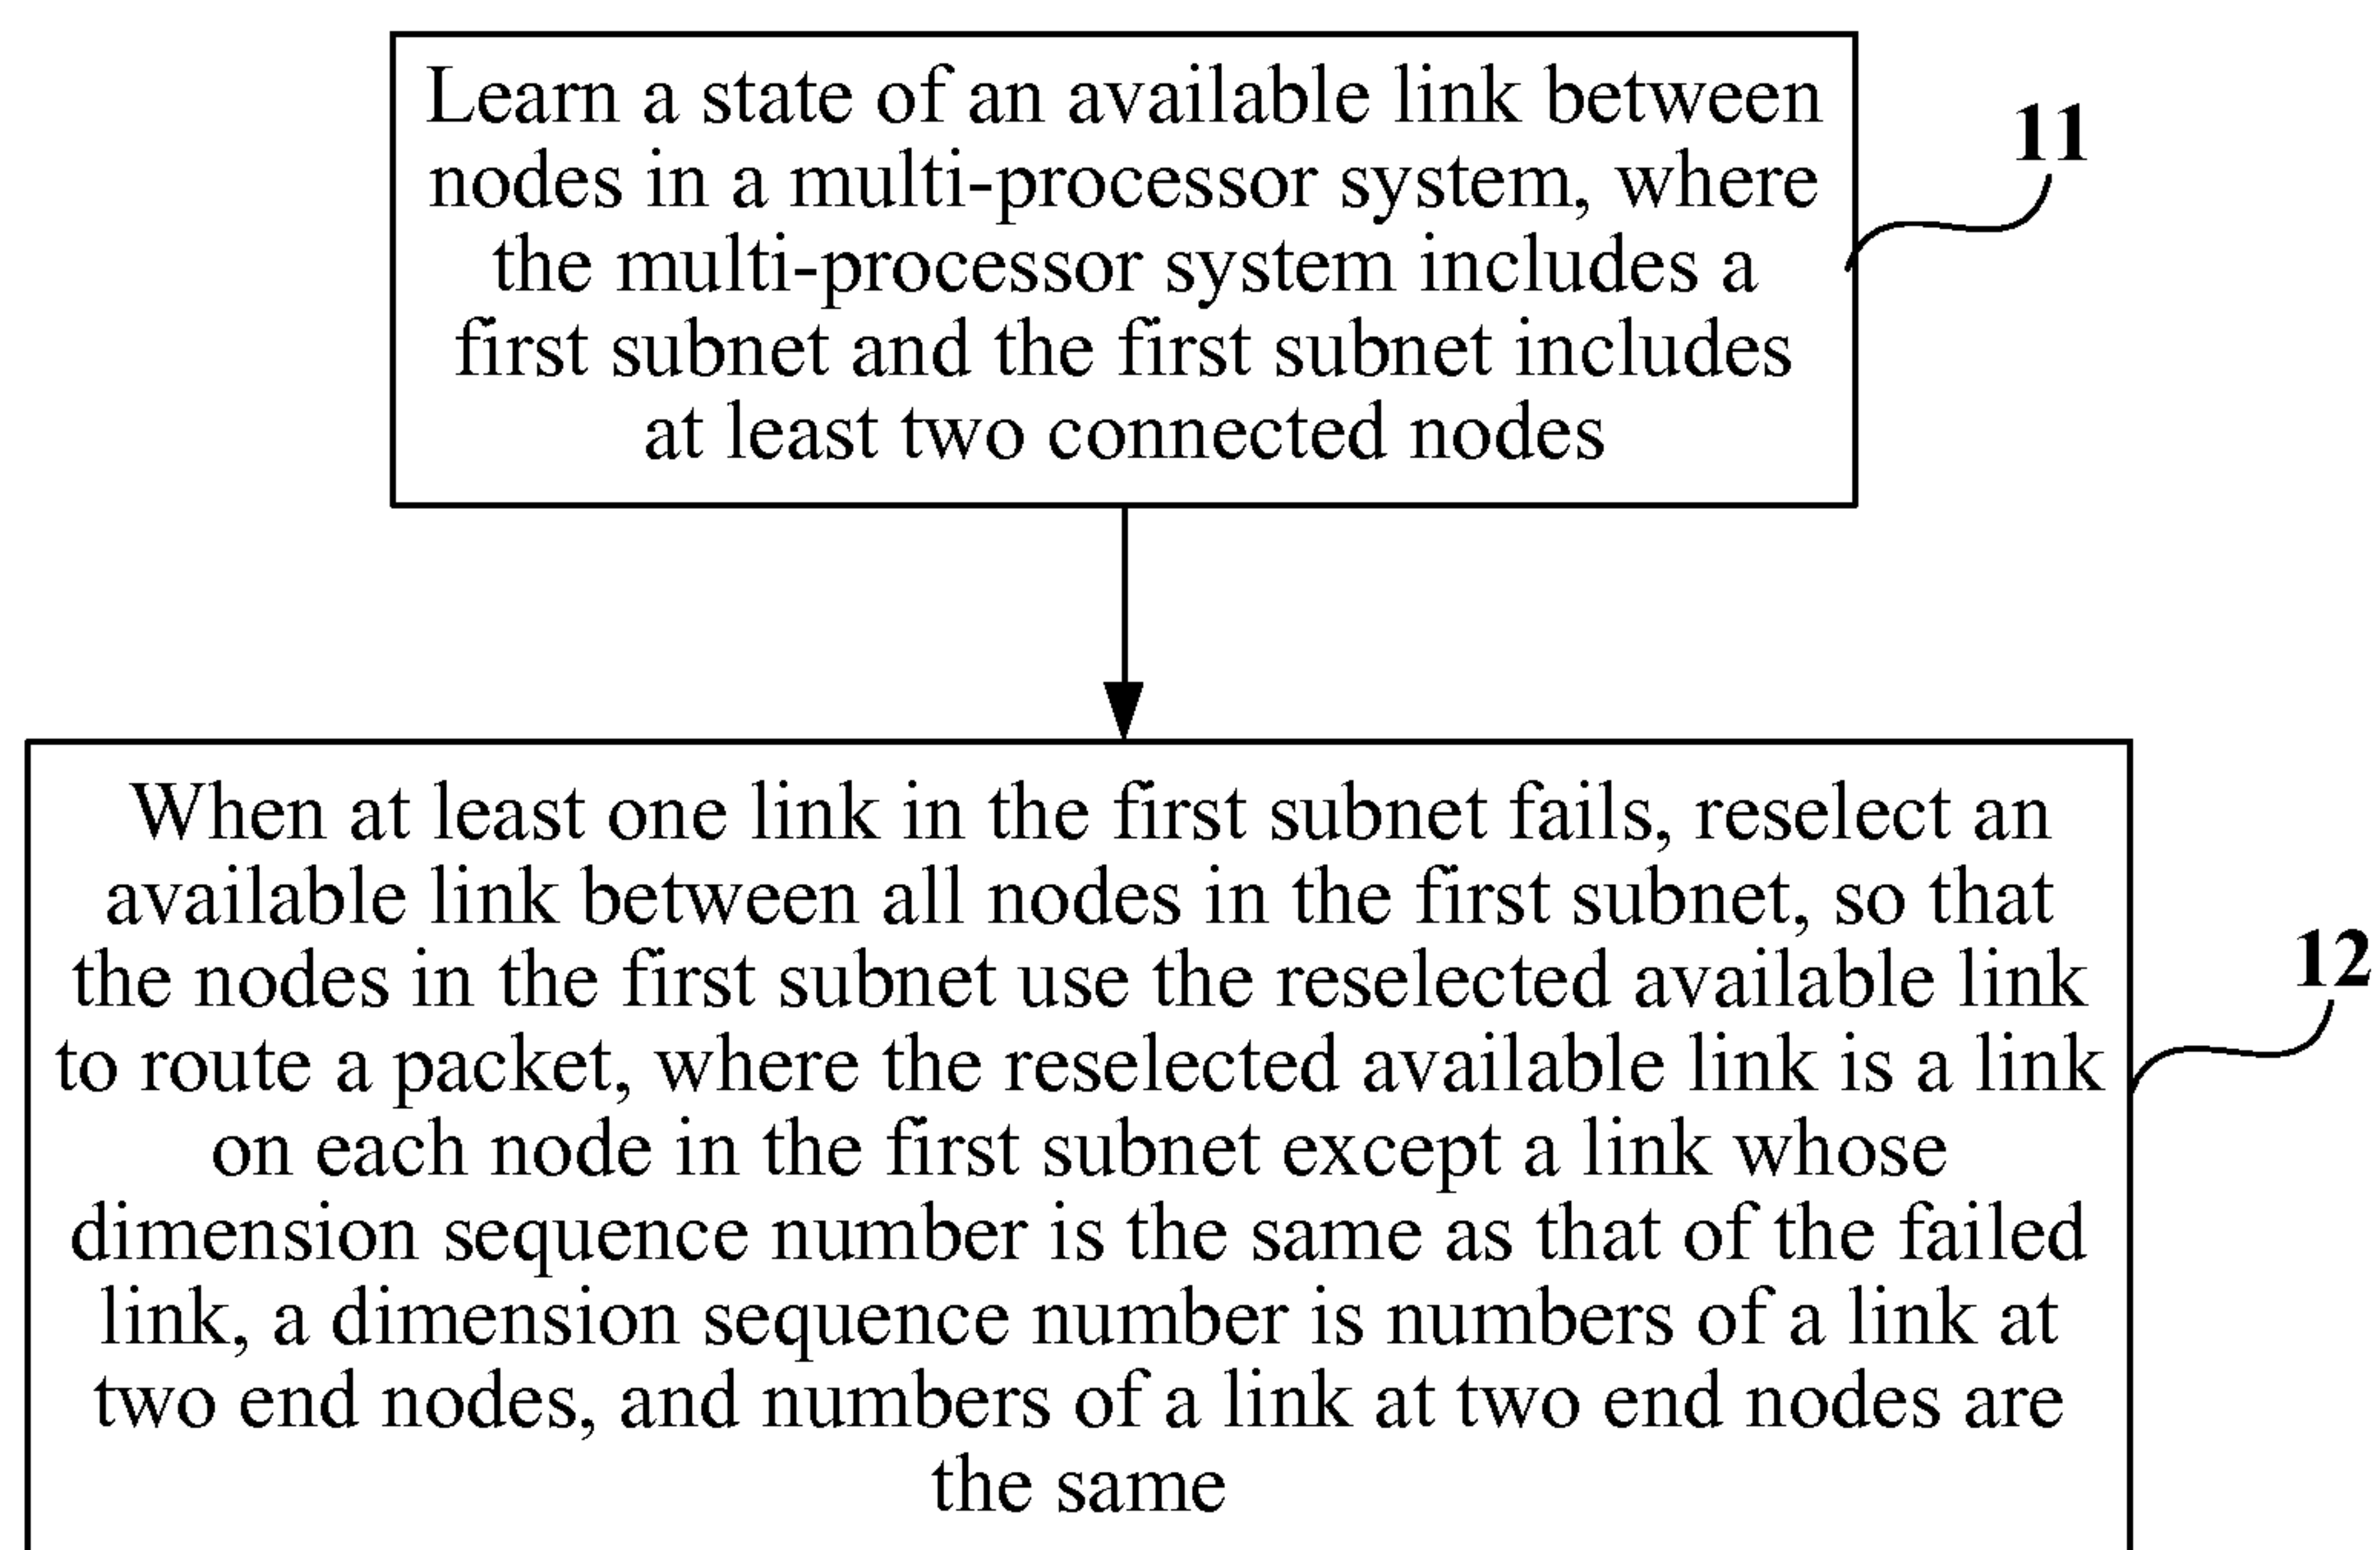 Learn a state of an available link between
nodes in a multi-processor system, where
the multi-processor system includes a
first subnet and the first subnet includes
at least two connected nodes
11
When at least one link in the first subnet fails, reselect an
available link between all nodes in the first subnet, so that
the nodes in the first subnet use the reselected available link
to route a packet, where the reselected available link is a link
on each node in the first subnet except a link whose
dimension sequence number is the same as that of the failed
link, a dimension sequence number is numbers of a link at
two end nodes, and numbers of a link at two end nodes are
the same
12